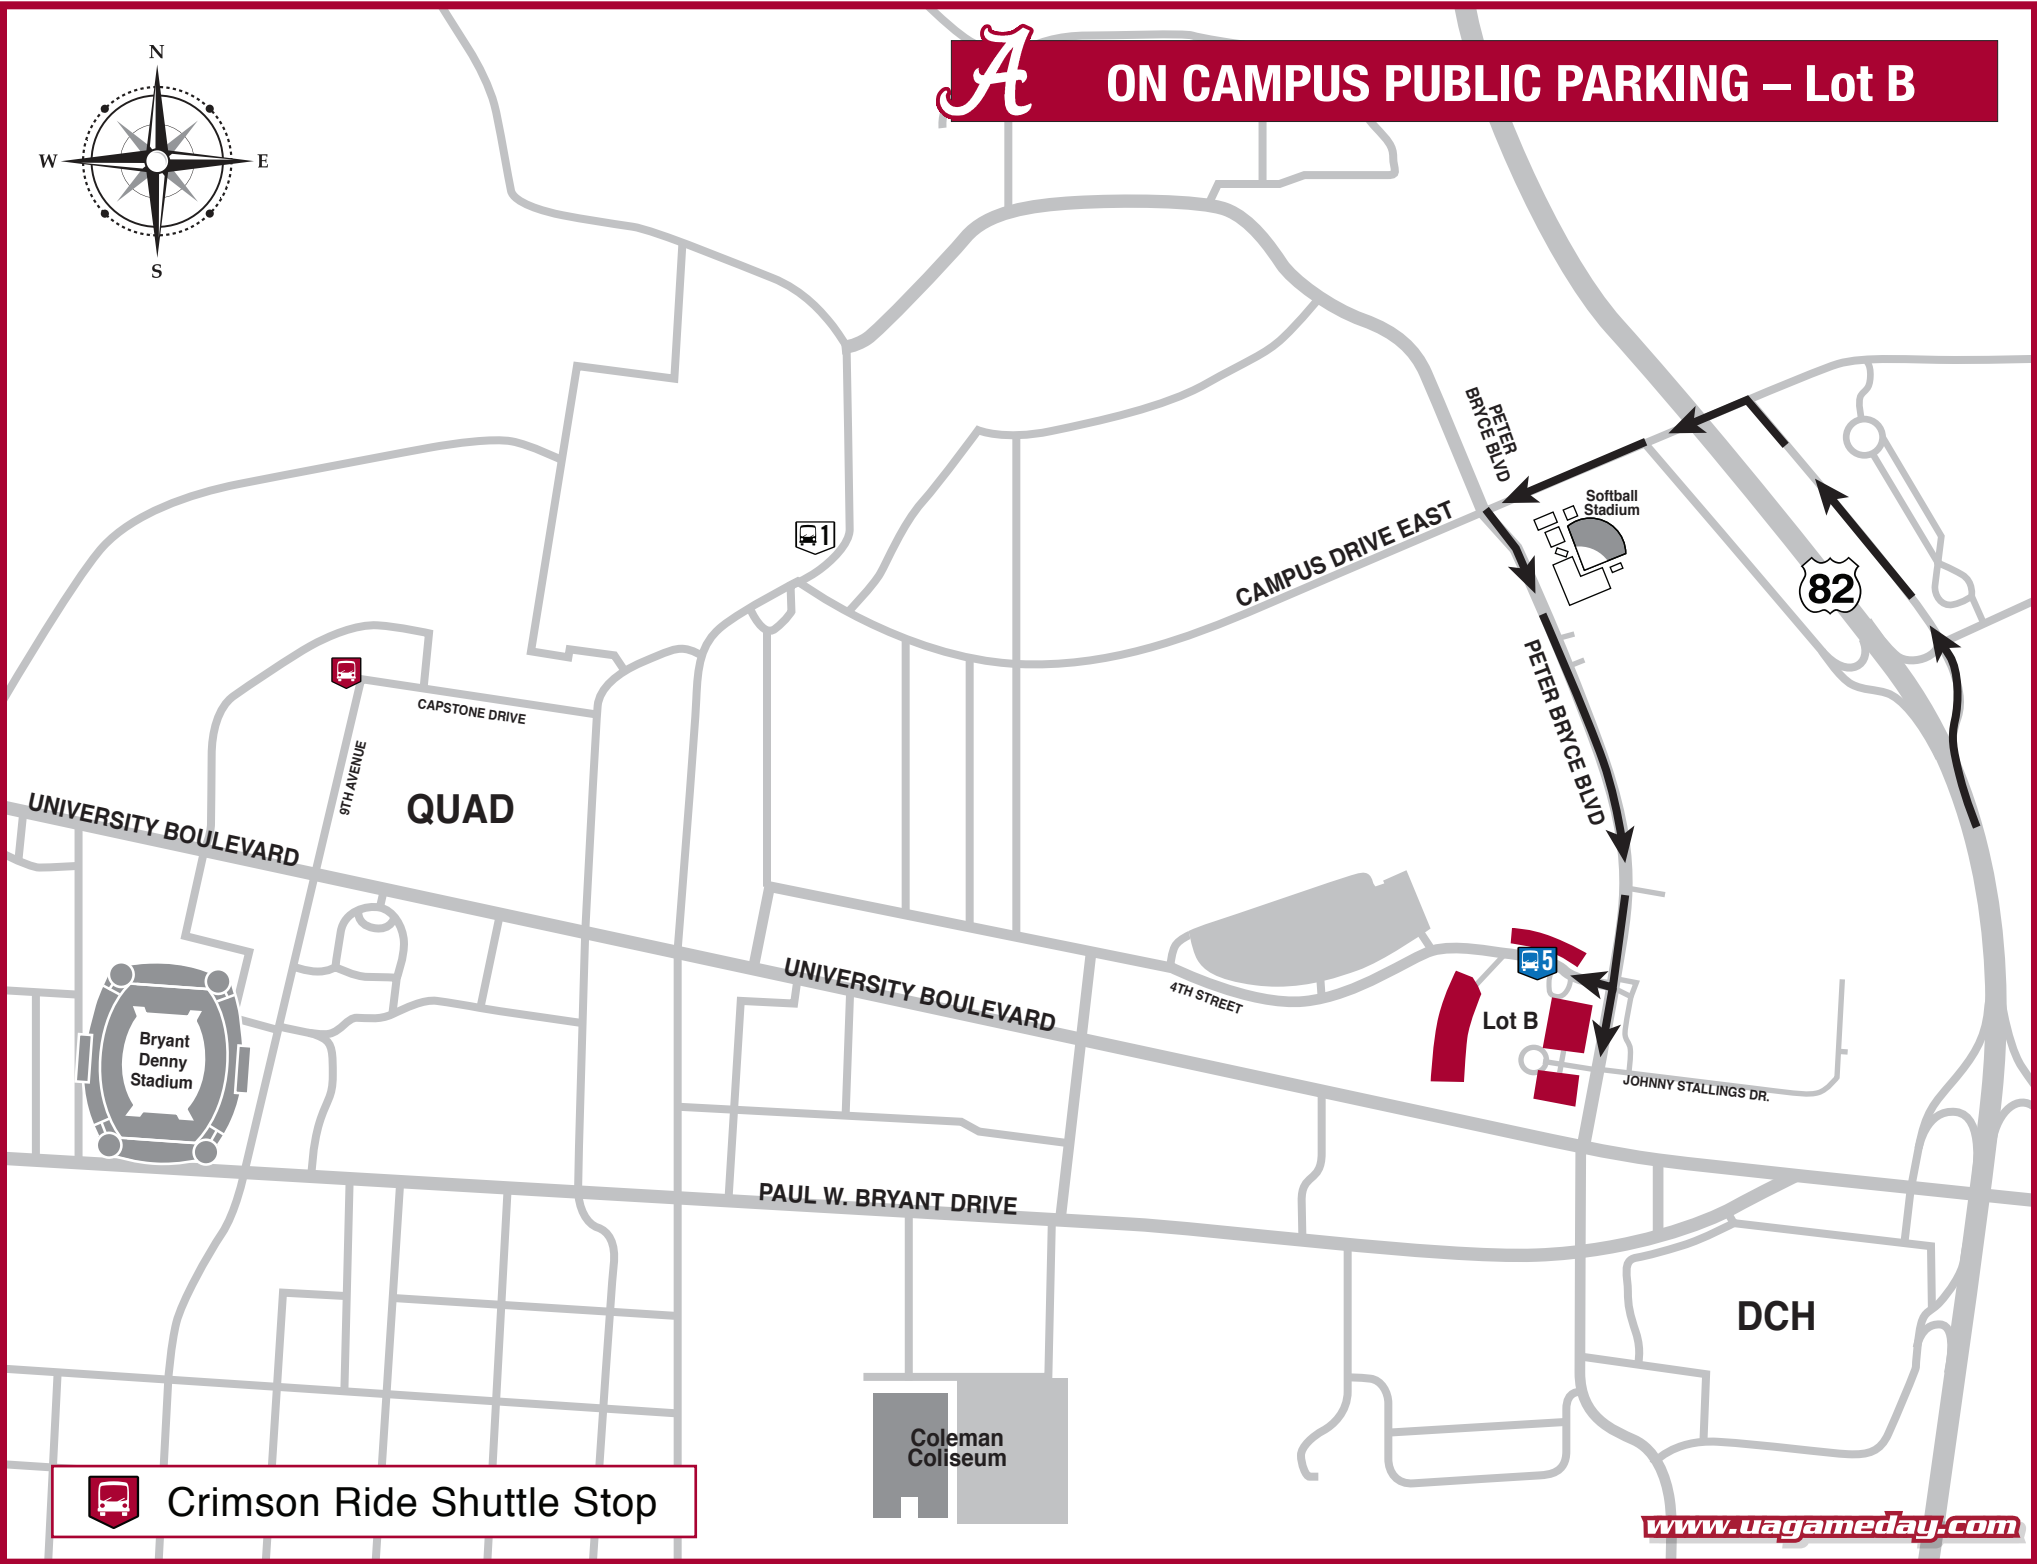 N
W
E
S
A
ON CAMPUS PUBLIC PARKING – Lot B
PETER
BRYCE BLVD
Softball
Stadium
CAMPUS DRIVE EAST
1
82
PETER BRYCE BLVD
CAPSTONE DRIVE
9TH AVENUE
QUAD
UNIVERSITY BOULEVARD
UNIVERSITY BOULEVARD
4TH STREET
5
Lot B
Bryant
Denny
Stadium
JOHNNY STALLINGS DR.
PAUL W. BRYANT DRIVE
DCH
Coleman
Coliseum
Crimson Ride Shuttle Stop
www.uagameday.com